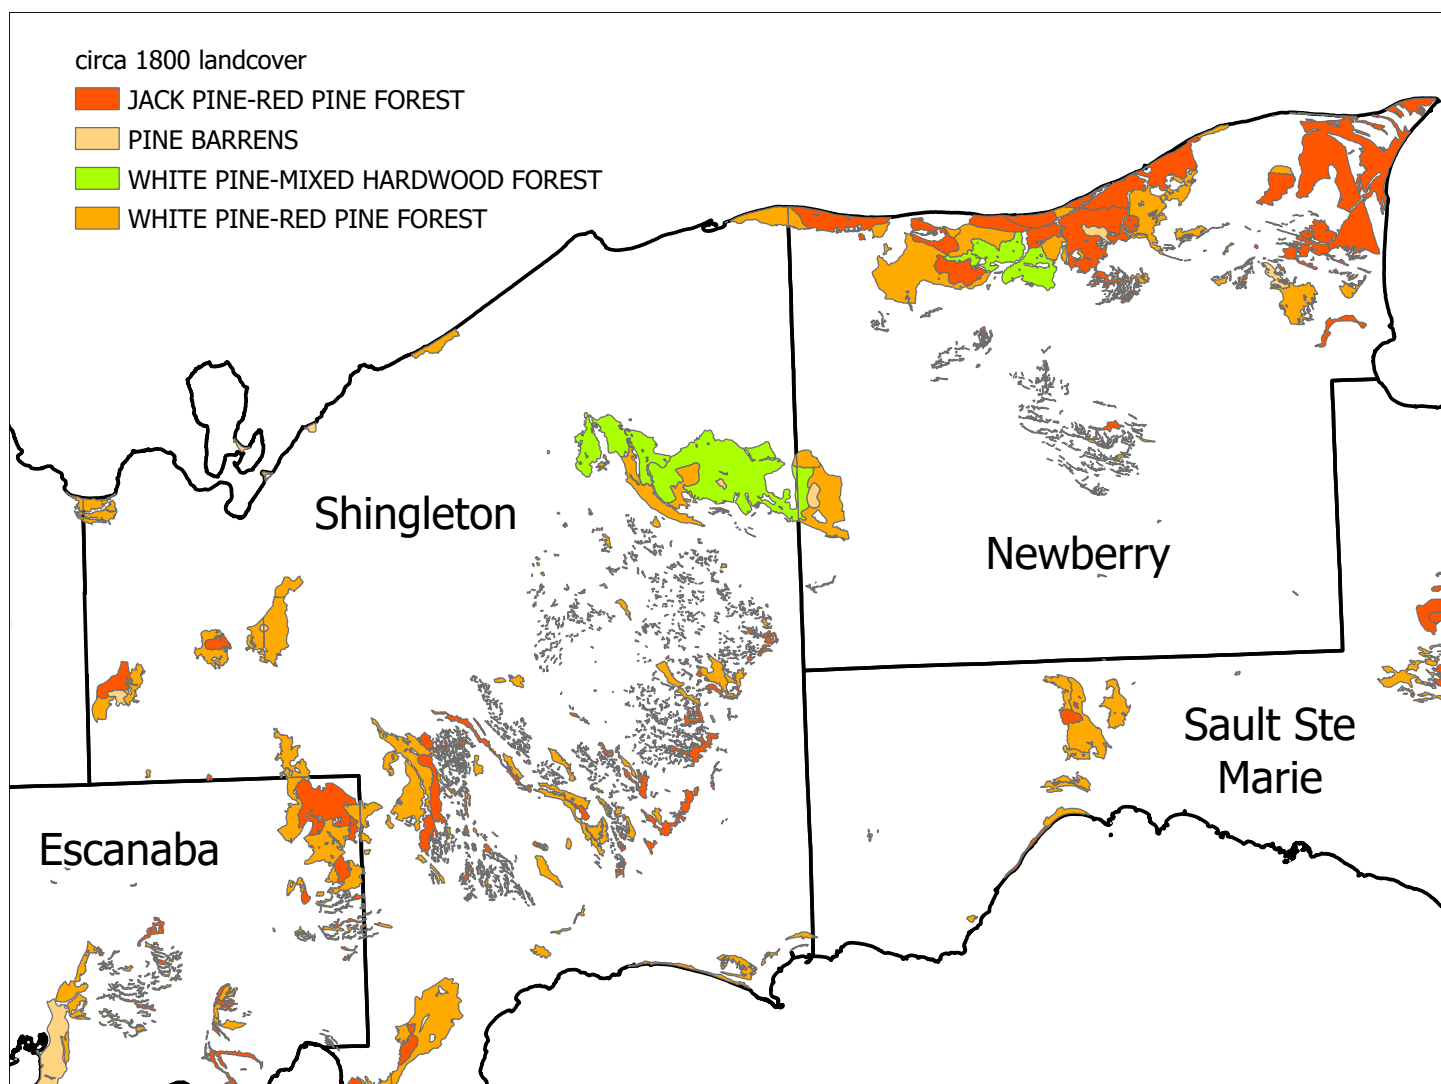 circa 1800 landcover
JACK PINE-RED PINE FOREST
PINE BARRENS
WHITE PINE-MIXED HARDWOOD FOREST
WHITE PINE-RED PINE FOREST
Shingleton
Newberry
Sault Ste
Marie
Escanaba